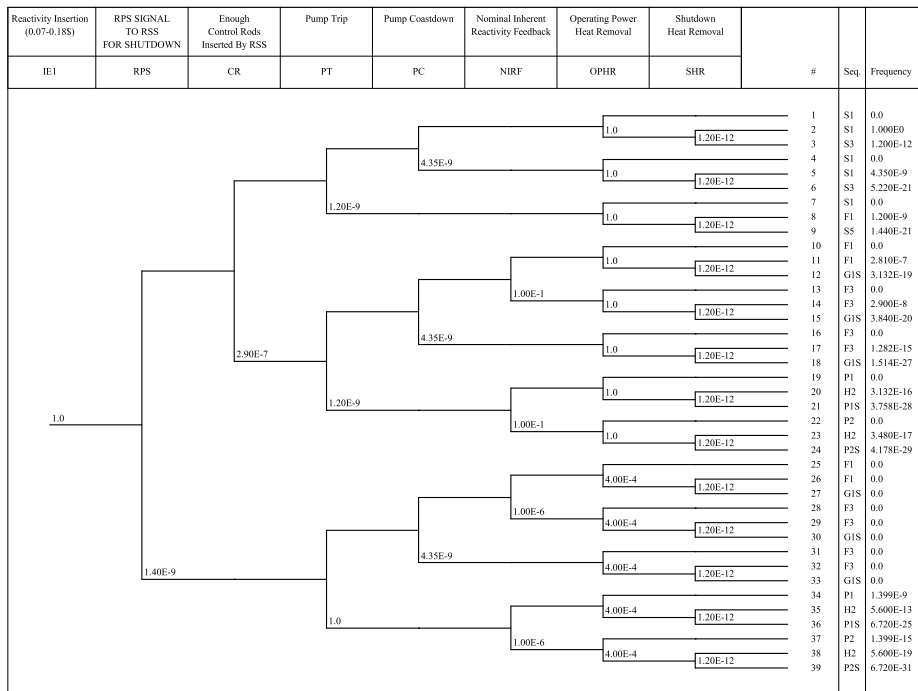 Reactivity Insertion RPS SIGNAL Enough Pump Trip Pump Coastdown Nominal Inherent Operating Power Shutdown
(0.07-0.18$) TO RSS Control Rods Reactivity Feedback Heat Removal Heat Removal
FOR SHUTDOWN Inserted By RSS
IE1 RPS CR PT PC NIRF OPHR SHR # Seq. Frequency
1 S1 0.0
1.0 2 S1 1.000E0
1.20E-12 3 S3 1.200E-12
4.35E-9 4 S1 0.0
1.0 5 S1 4.350E-9
1.20E-12 6 S3 5.220E-21
1.20E-9 7 S1 0.0
1.0 8 F1 1.200E-9
1.20E-12 9 S5 1.440E-21
10 F1 0.0
1.0 11 F1 2.810E-7
1.20E-12 12 G1S 3.132E-19
1.00E-1 13 F3 0.0
1.0 14 F3 2.900E-8
1.20E-12 15 G1S 3.840E-20
4.35E-9 16 F3 0.0
2.90E-7 1.0 17 F3 1.282E-15
1.20E-12 18 G1S 1.514E-27
19 P1 0.0
1.20E-9 1.0 20 H2 3.132E-16
1.20E-12 21 P1S 3.758E-28
1.0 1.00E-1 22 P2 0.0
1.0 23 H2 3.480E-17
1.20E-12 24 P2S 4.178E-29
25 F1 0.0
4.00E-4 26 F1 0.0
1.20E-12 27 G1S 0.0
1.00E-6 28 F3 0.0
4.00E-4 29 F3 0.0
1.20E-12 30 G1S 0.0
4.35E-9 31 F3 0.0
1.40E-9 4.00E-4 32 F3 0.0
1.20E-12 33 G1S 0.0
34 P1 1.399E-9
1.0 4.00E-4 35 H2 5.600E-13
1.20E-12 36 P1S 6.720E-25
1.00E-6 37 P2 1.399E-15
4.00E-4 38 H2 5.600E-19
1.20E-12 39 P2S 6.720E-31